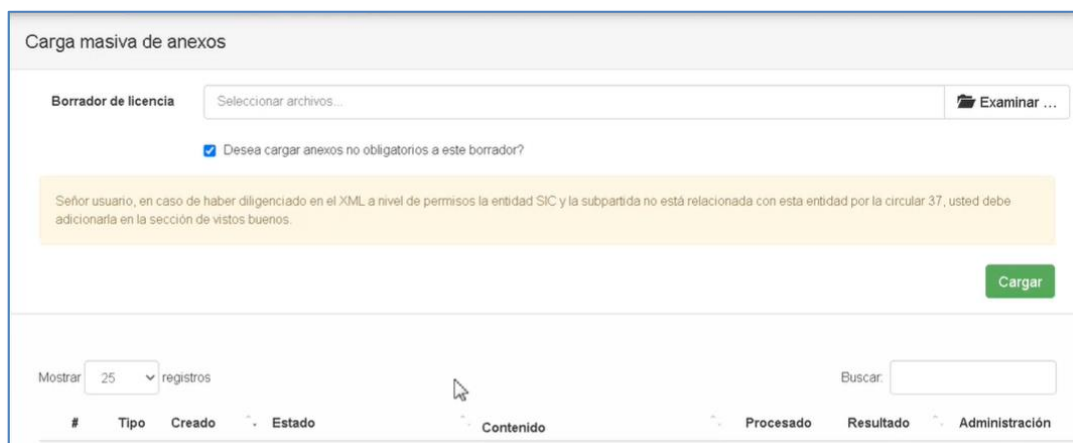 Carga masiva de anexos
Borrador de licencia Seleccionar archivos... Examinar ...
Desea cargar anexos no obligatorios a este borrador?
Señor usuario, en caso de haber diligenciado en el XML a nivel de permisos la entidad SIC y la subpartida no está relacionada con esta entidad por la circular 37, usted debe
adicionarla en la sección de vistos buenos.
Cargar
Mostrar 25 registros Buscar:
# Tipo Creado Estado Contenido Procesado Resultado Administración